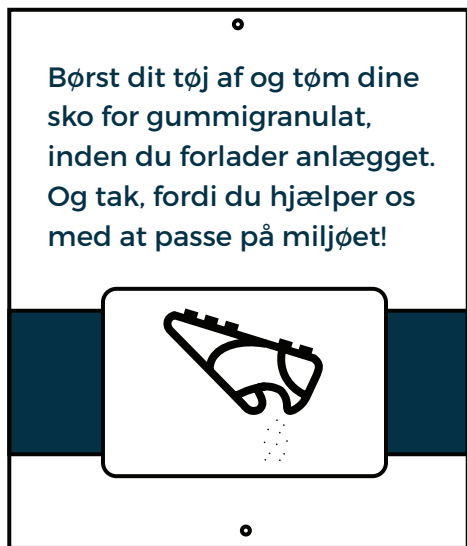 Børst dit tøj af og tøm dine
sko for gummigranulat,
inden du forlader anlægget.
Og tak, fordi du hjælper os
med at passe på miljøet!